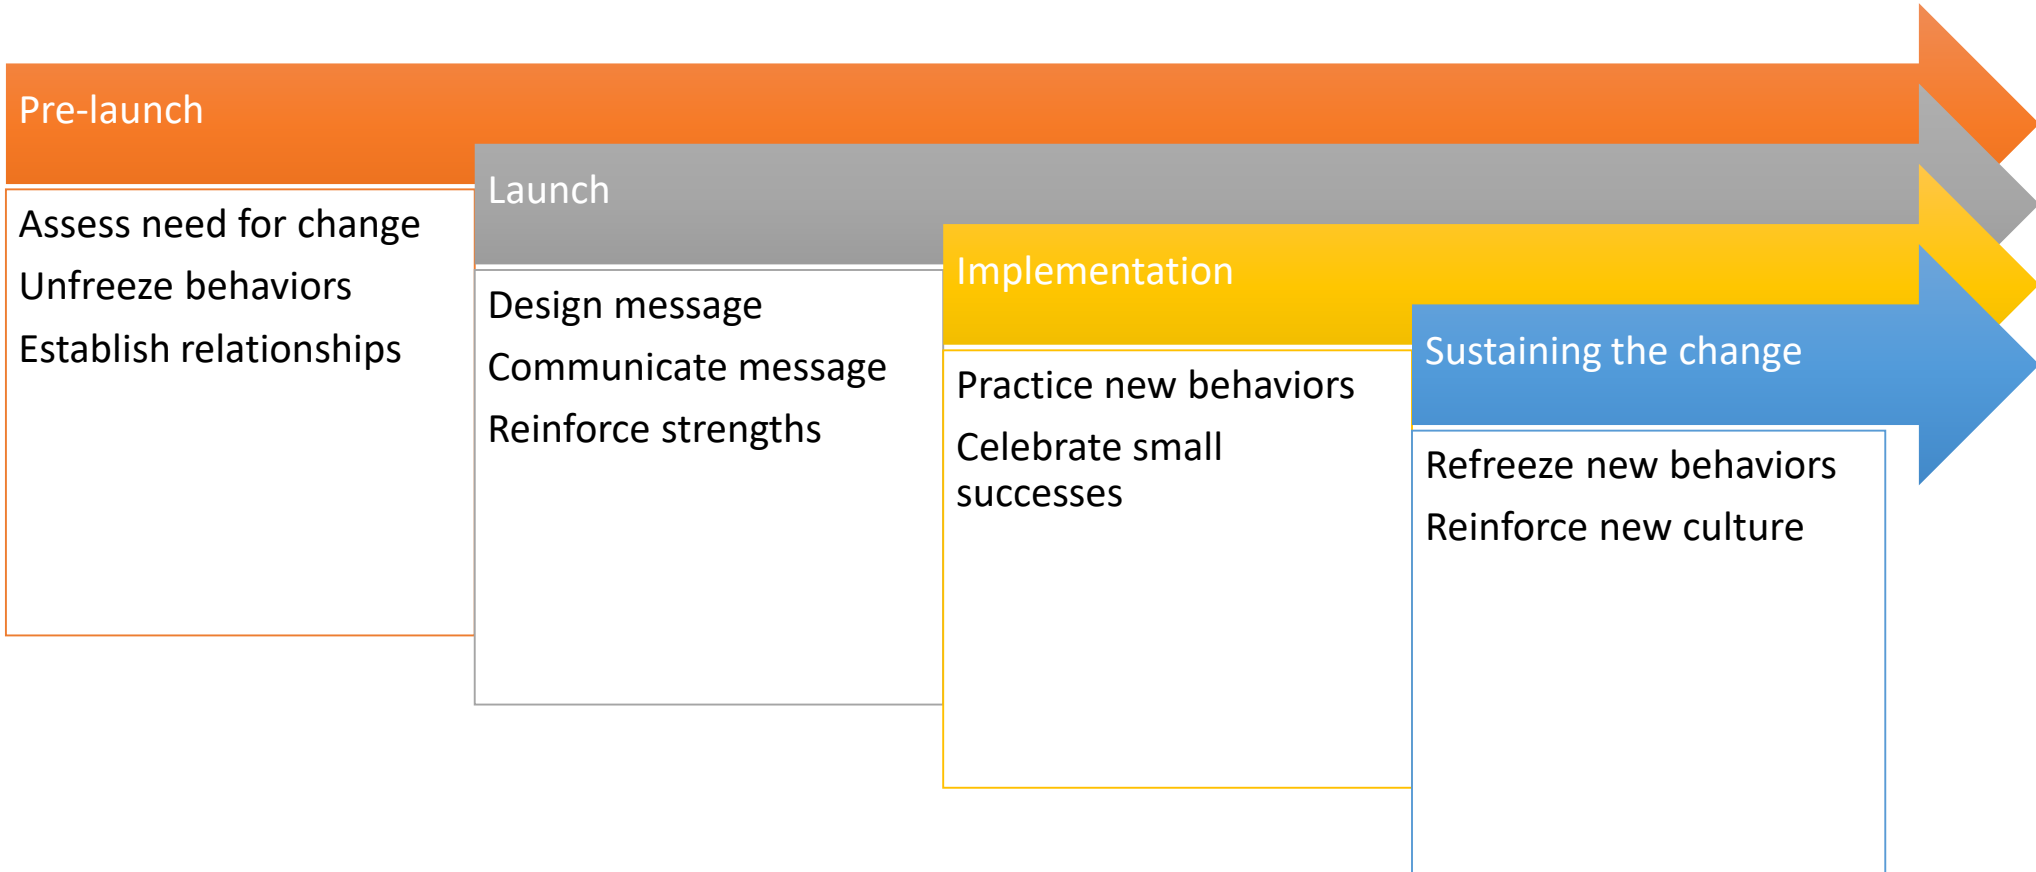 Pre-launch
Assess need for change
Unfreeze behaviors
Establish relationships
Launch
Design message
Communicate message
Reinforce strengths
Implementation
Practice new behaviors
Celebrate small
successes
Sustaining the change
Refreeze new behaviors
Reinforce new culture